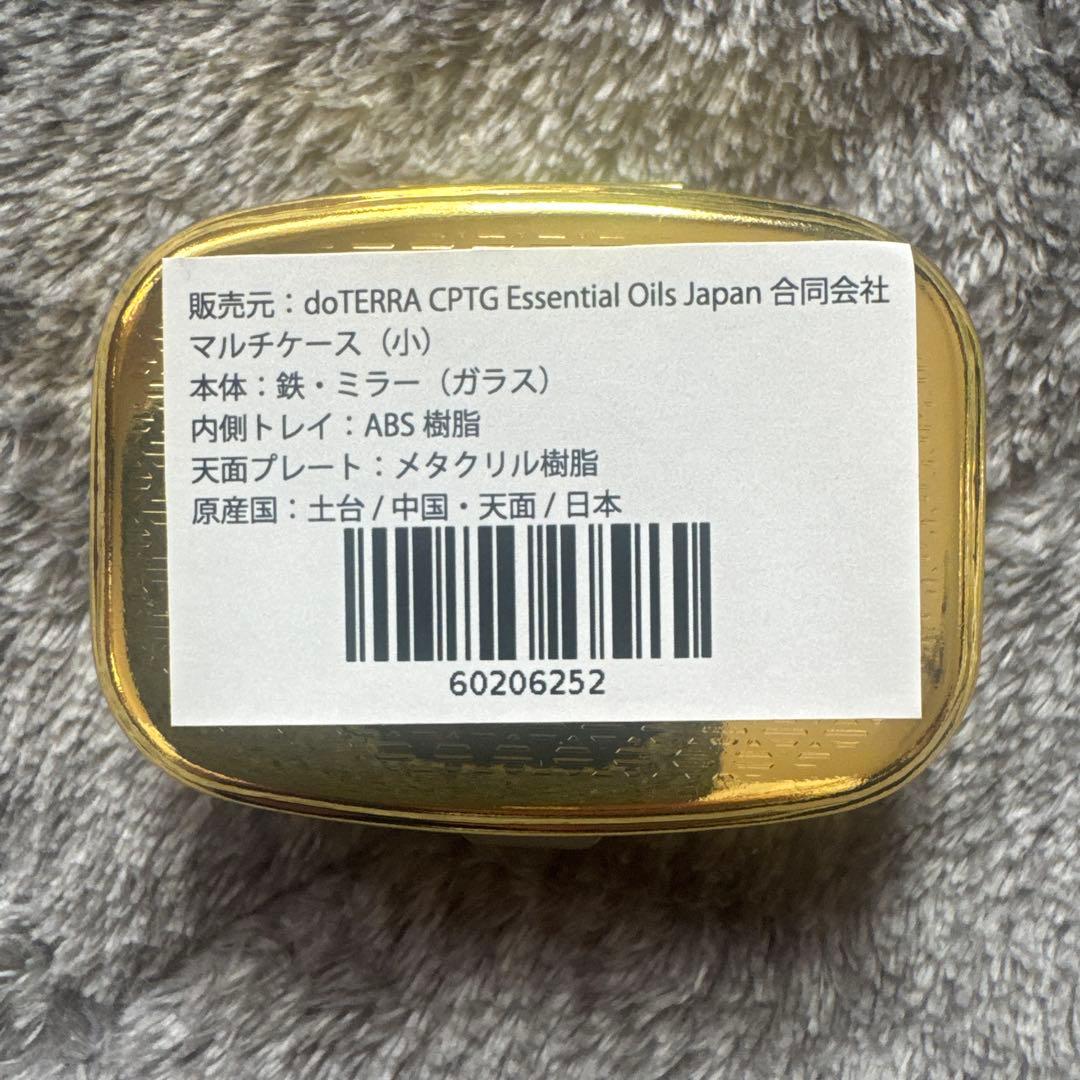 販売元：doTERRA CPTG Essential Oils Japan 合同会社
マルチケース（小）
本体：鉄・ミラー（ガラス）
内側トレイ：ABS 樹脂
天面プレート：メタクリル樹脂
原産国：土台 / 中国・天面 / 日本
60206252